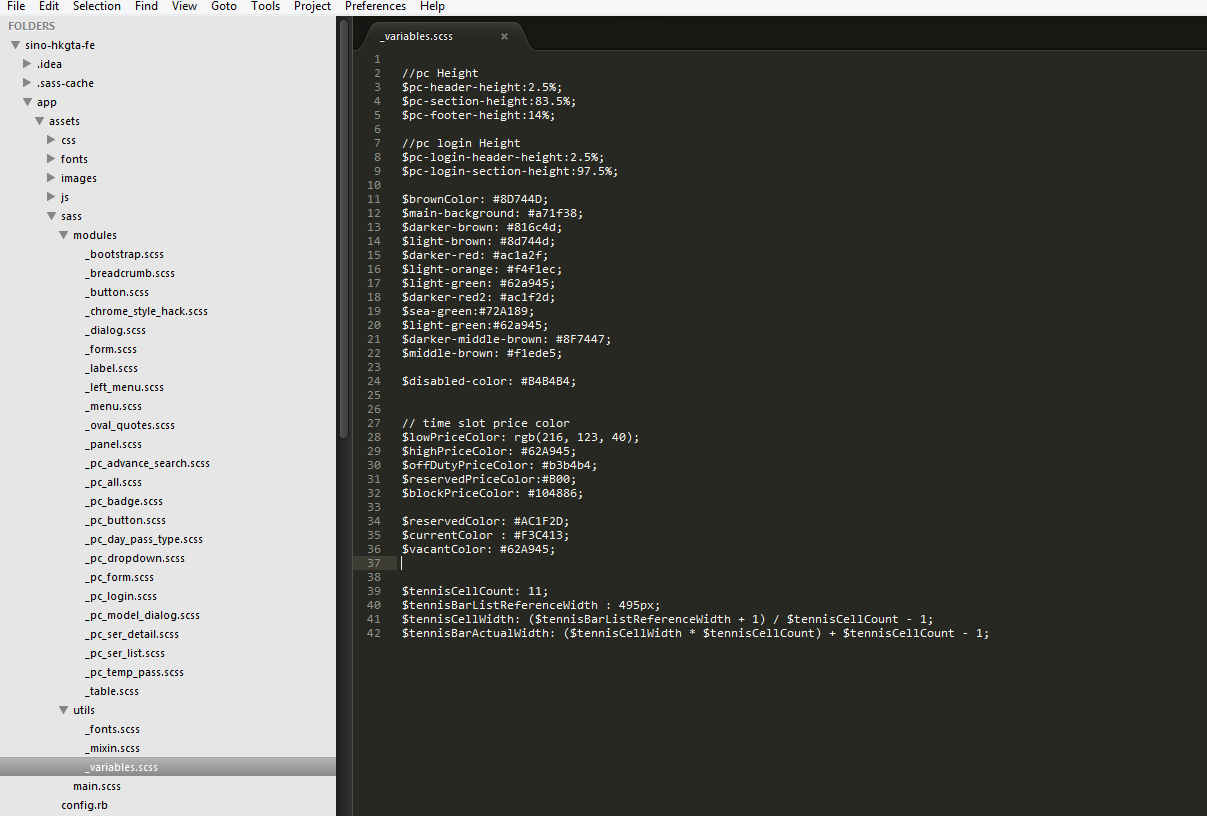 File Edit Selection Find View Goto Tools Project Preferences Help
FOLDERS
sino-hkgta-fe
.idea
.sass-cache
app
assets
css
fonts
images
js
sass
modules
_bootstrap.scss
_breadcrumb.scss
_button.scss
_chrome_style_hack.scss
_dialog.scss
_form.scss
_label.scss
_left_menu.scss
_menu.scss
_oval_quotes.scss
_panel.scss
_pc_advance_search.scss
_pc_all.scss
_pc_badge.scss
_pc_button.scss
_pc_day_pass_type.scss
_pc_dropdown.scss
_pc_form.scss
_pc_login.scss
_pc_model_dialog.scss
_pc_ser_detail.scss
_pc_ser_list.scss
_pc_temp_pass.scss
_table.scss
utils
_fonts.scss
_mixin.scss
_variables.scss
main.scss
config.rb
_variables.scss ×
1
2 //pc Height
3 $pc-header-height:2.5%;
4 $pc-section-height:83.5%;
5 $pc-footer-height:14%;
6
7 //pc login Height
8 $pc-login-header-height:2.5%;
9 $pc-login-section-height:97.5%;
10
11 $brownColor: #8D744D;
12 $main-background: #a71f38;
13 $darker-brown: #816c4d;
14 $light-brown: #8d744d;
15 $darker-red: #ac1a2f;
16 $light-orange: #f4f1ec;
17 $light-green: #62a945;
18 $darker-red2: #ac1f2d;
19 $sea-green:#72A189;
20 $light-green:#62a945;
21 $darker-middle-brown: #8F7447;
22 $middle-brown: #f1ede5;
23
24 $disabled-color: #B4B4B4;
25
26
27 // time slot price color
28 $lowPriceColor: rgb(216, 123, 40);
29 $highPriceColor: #62A945;
30 $offDutyPriceColor: #b3b4b4;
31 $reservedPriceColor:#B00;
32 $blockPriceColor: #104886;
33
34 $reservedColor: #AC1F2D;
35 $currentColor : #F3C413;
36 $vacantColor: #62A945;
37
38
39 $tennisCellCount: 11;
40 $tennisBarListReferenceWidth : 495px;
41 $tennisCellWidth: ($tennisBarListReferenceWidth + 1) / $tennisCellCount - 1;
42 $tennisBarActualWidth: ($tennisCellWidth * $tennisCellCount) + $tennisCellCount - 1;